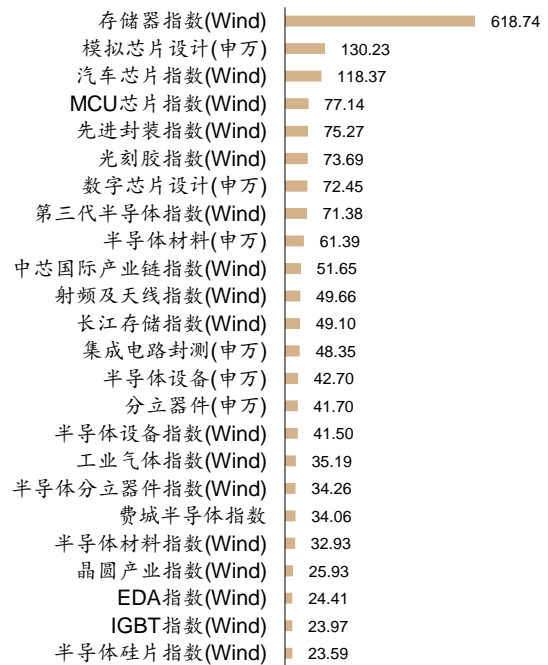 存储器指数(Wind) 618.74
模拟芯片设计(申万) 130.23
汽车芯片指数(Wind) 118.37
MCU芯片指数(Wind) 77.14
先进封装指数(Wind) 75.27
光刻胶指数(Wind) 73.69
数字芯片设计(申万) 72.45
第三代半导体指数(Wind) 71.38
半导体材料(申万) 61.39
中芯国际产业链指数(Wind) 51.65
射频及天线指数(Wind) 49.66
长江存储指数(Wind) 49.10
集成电路封测(申万) 48.35
半导体设备(申万) 42.70
分立器件(申万) 41.70
半导体设备指数(Wind) 41.50
工业气体指数(Wind) 35.19
半导体分立器件指数(Wind) 34.26
费城半导体指数 34.06
半导体材料指数(Wind) 32.93
晶圆产业指数(Wind) 25.93
EDA指数(Wind) 24.41
IGBT指数(Wind) 23.97
半导体硅片指数(Wind) 23.59